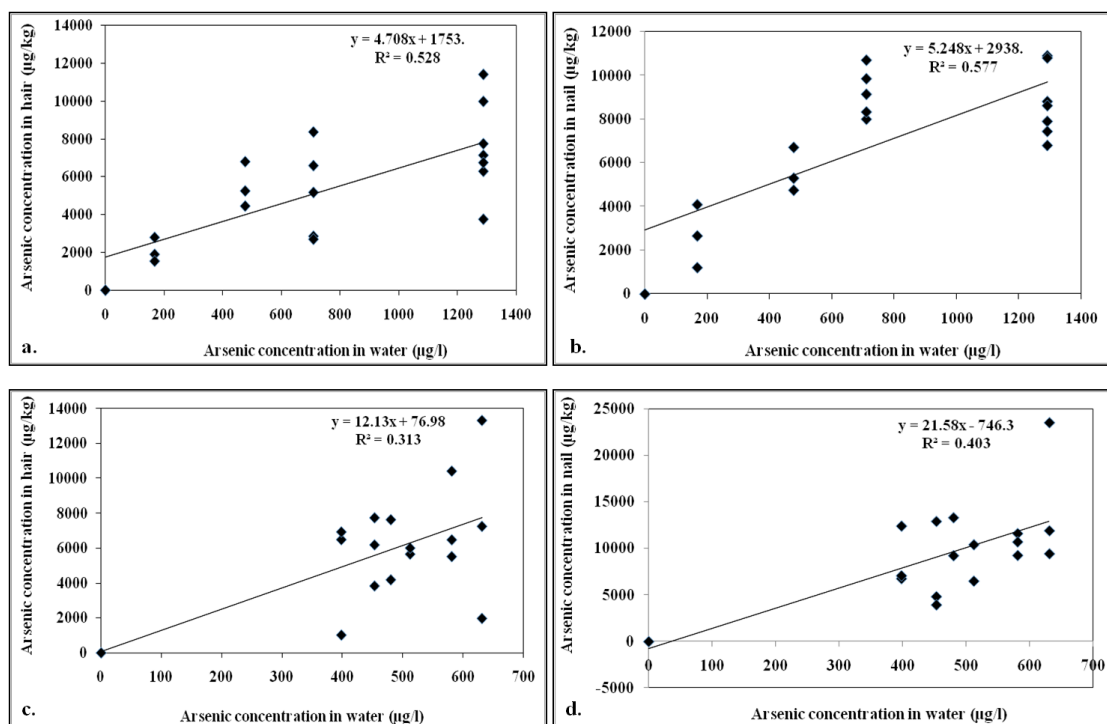 Arsenic concentration in hair (µg/kg)
14000
12000
10000
8000
6000
4000
2000
0
y = 4.708x + 1753.
R² = 0.528
0 200 400 600 800 1000 1200 1400
a. Arsenic concentration in water (µg/l)
Arsenic concentration in nail (µg/kg)
12000
10000
8000
6000
4000
2000
0
y = 5.248x + 2938.
R² = 0.577
0 200 400 600 800 1000 1200 1400
b. Arsenic concentration in water (µg/l)
Arsenic concentration in hair (µg/kg)
14000
12000
10000
8000
6000
4000
2000
0
y = 12.13x + 76.98
R² = 0.313
0 100 200 300 400 500 600 700
c. Arsenic concentration in water (µg/l)
Arsenic concentration in nail (µg/kg)
25000
20000
15000
10000
5000
0
-5000
y = 21.58x - 746.3
R² = 0.403
0 100 200 300 400 500 600 700
d. Arsenic concentration in water (µg/l)